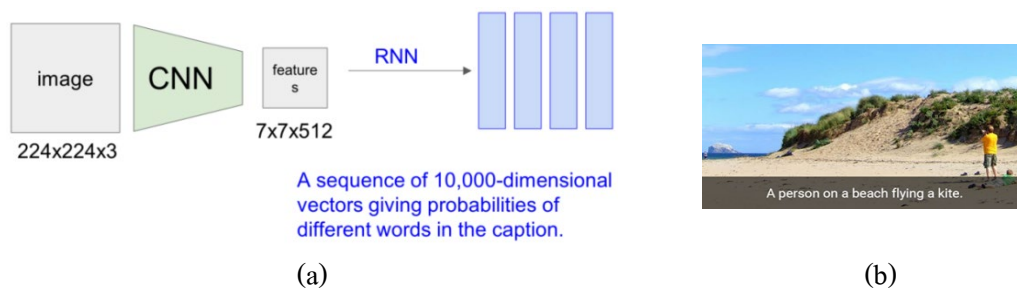 image
CNN
feature
s
RNN
224x224x3
7x7x512
A sequence of 10,000-dimensional
vectors giving probabilities of
different words in the caption.
A person on a beach flying a kite.
(a)
(b)